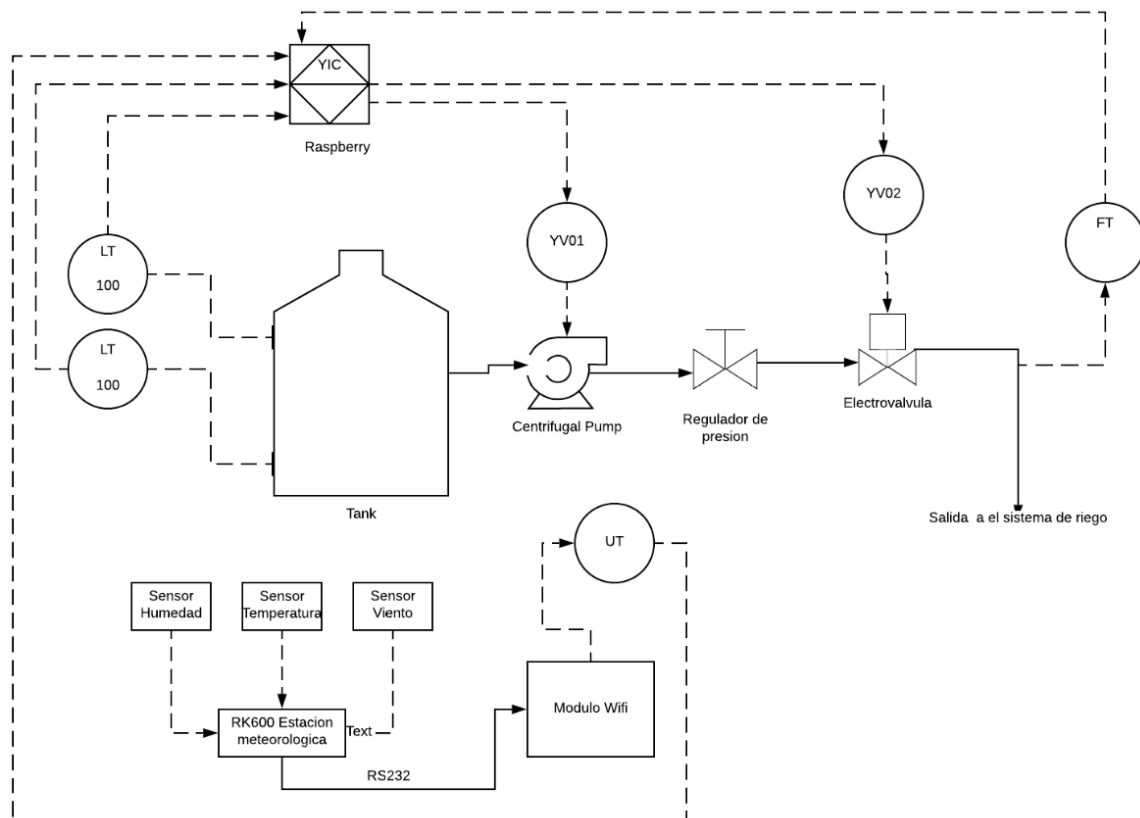 YIC
Raspberry
YV02
FT
YV01
LT
100
LT
100
Electrovalvula
Regulador de
presion
Centrifugal Pump
Tank
Salida a el sistema de riego
UT
Sensor
Humedad
Sensor
Temperatura
Sensor
Viento
Modulo Wifi
RK600 Estacion
meteorologica
Text
RS232